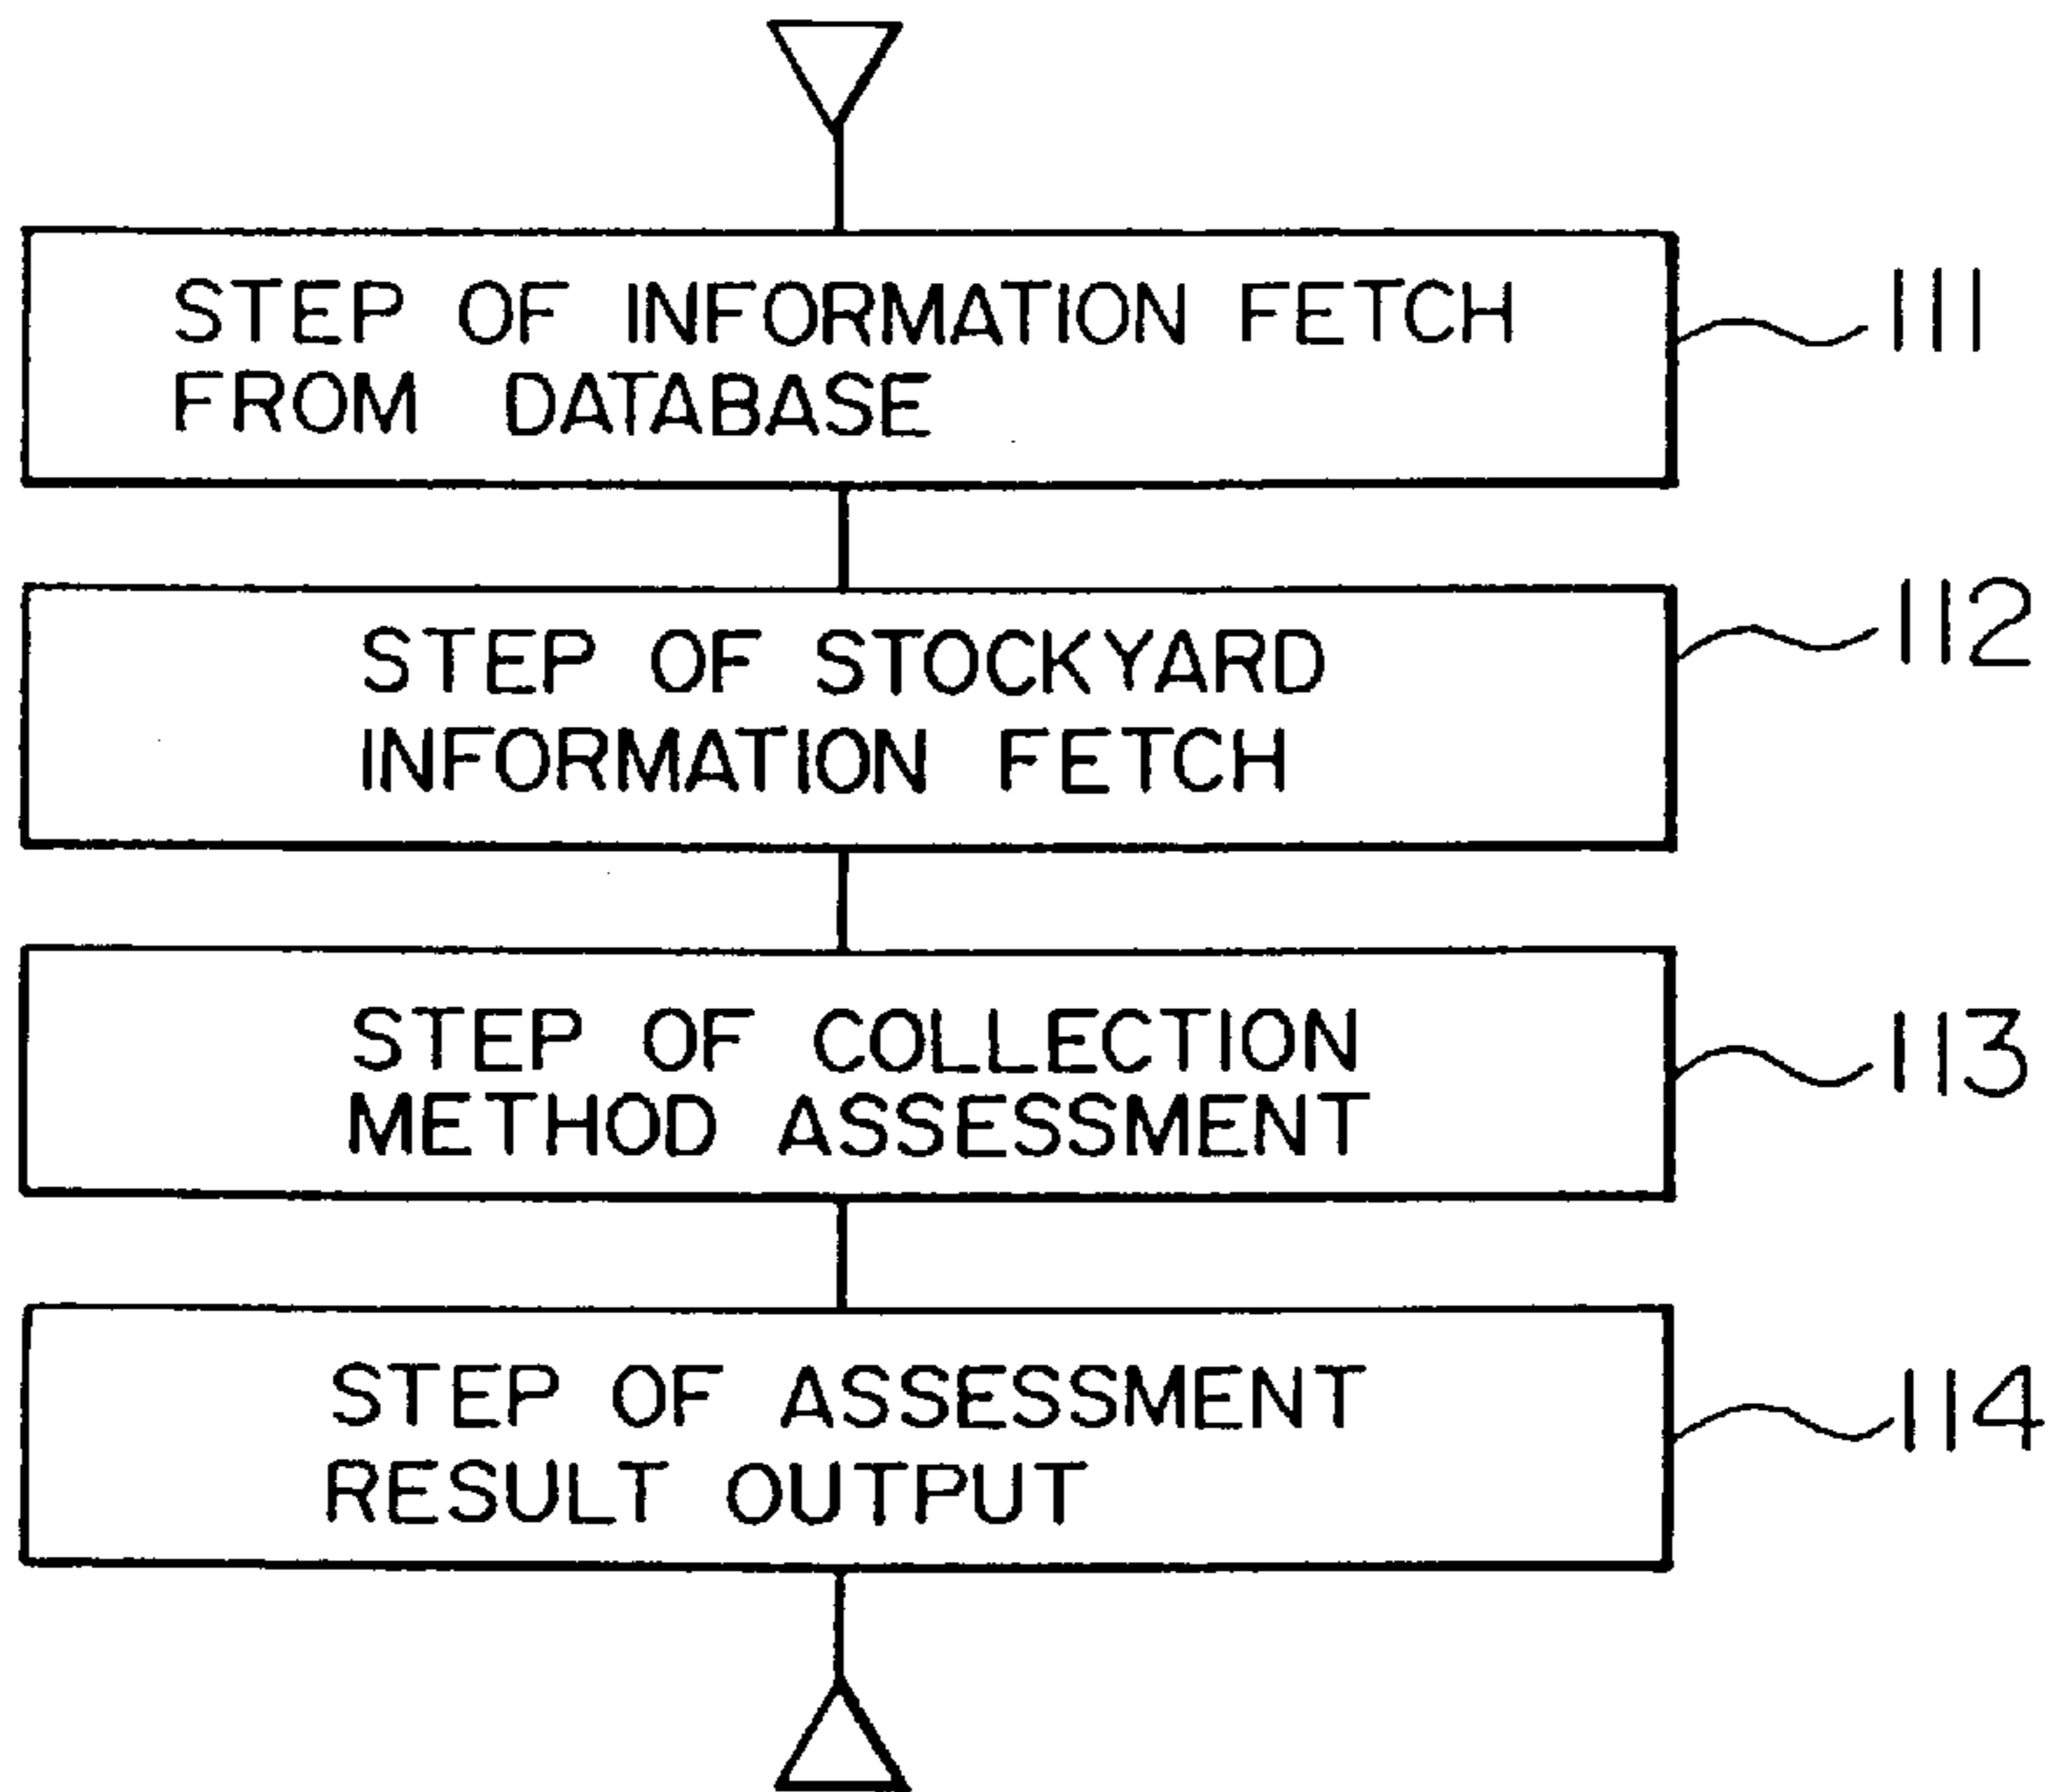 STEP OF INFORMATION FETCH
FROM DATABASE
111
STEP OF STOCKYARD
INFORMATION FETCH
112
STEP OF COLLECTION
METHOD ASSESSMENT
113
STEP OF ASSESSMENT
RESULT OUTPUT
114